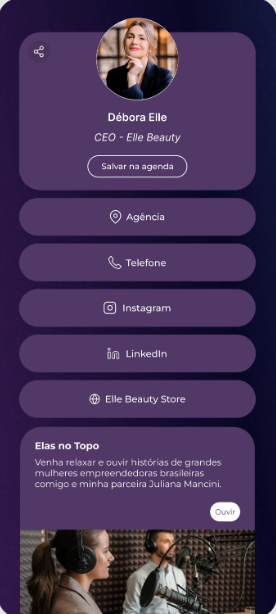 Débora Elle
CEO - Elle Beauty
Salvar na agenda
Agência
Telefone
Instagram
LinkedIn
Elle Beauty Store
Elas no Topo
Venha relaxar e ouvir histórias de grandes
mulheres empreendedoras brasileiras
comigo e minha parceira Juliana Mancini.
Ouvir